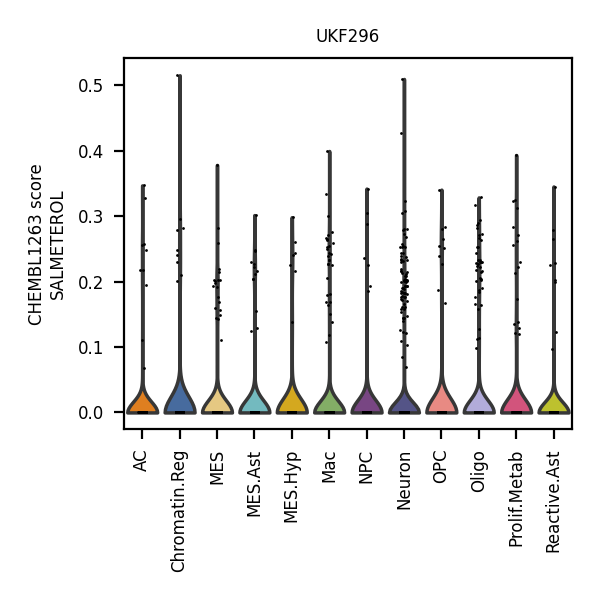 UKF296
CHEMBL1263 score
SALMETEROL
0.5
0.4
0.3
0.2
0.1
0.0
AC
Chromatin.Reg
MES
MES.Ast
MES.Hyp
Mac
NPC
Neuron
OPC
Oligo
Prolif.Metab
Reactive.Ast